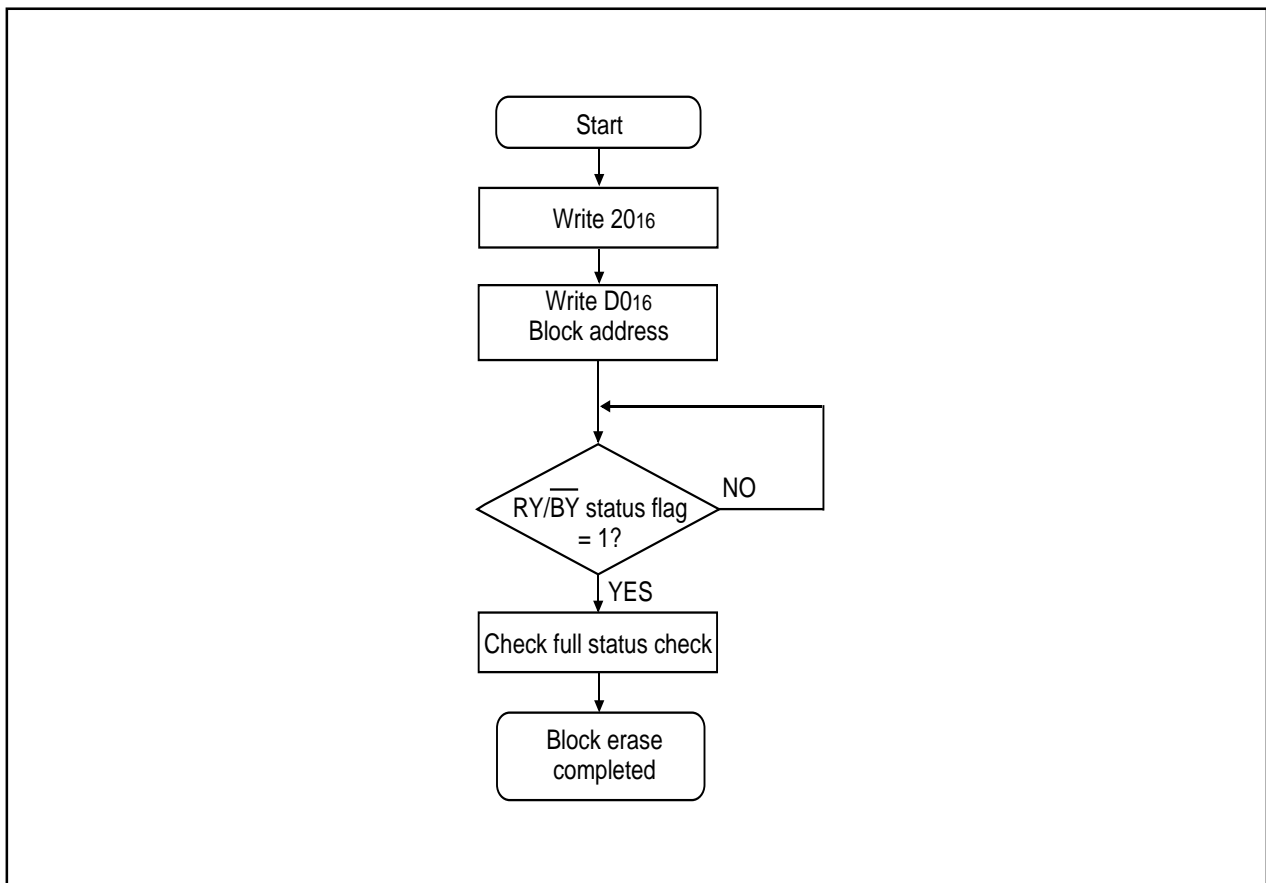 Start
Write 2016
Write D016
Block address
RY/B̅Y̅ status flag
= 1?
NO
YES
Check full status check
Block erase
completed